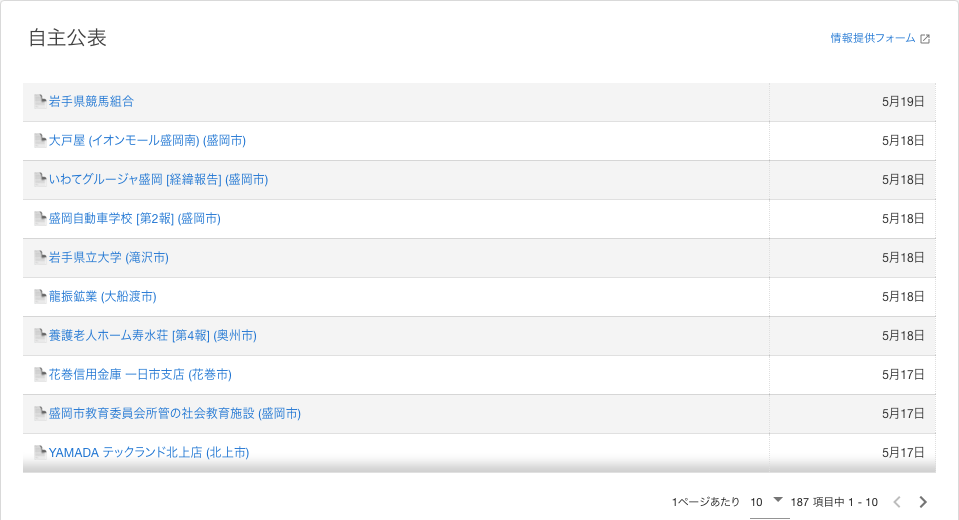 自主公表
情報提供フォーム
岩手県競馬組合 5月19日
大戸屋 (イオンモール盛岡南) (盛岡市) 5月18日
いわてグルージャ盛岡 [経緯報告] (盛岡市) 5月18日
盛岡自動車学校 [第2報] (盛岡市) 5月18日
岩手県立大学 (滝沢市) 5月18日
龍振鉱業 (大船渡市) 5月18日
養護老人ホーム寿水荘 [第4報] (奥州市) 5月18日
花巻信用金庫 一日市支店 (花巻市) 5月17日
盛岡市教育委員会所管の社会教育施設 (盛岡市) 5月17日
YAMADA テックランド北上店 (北上市) 5月17日
1ページあたり 10 187 項目中 1 - 10